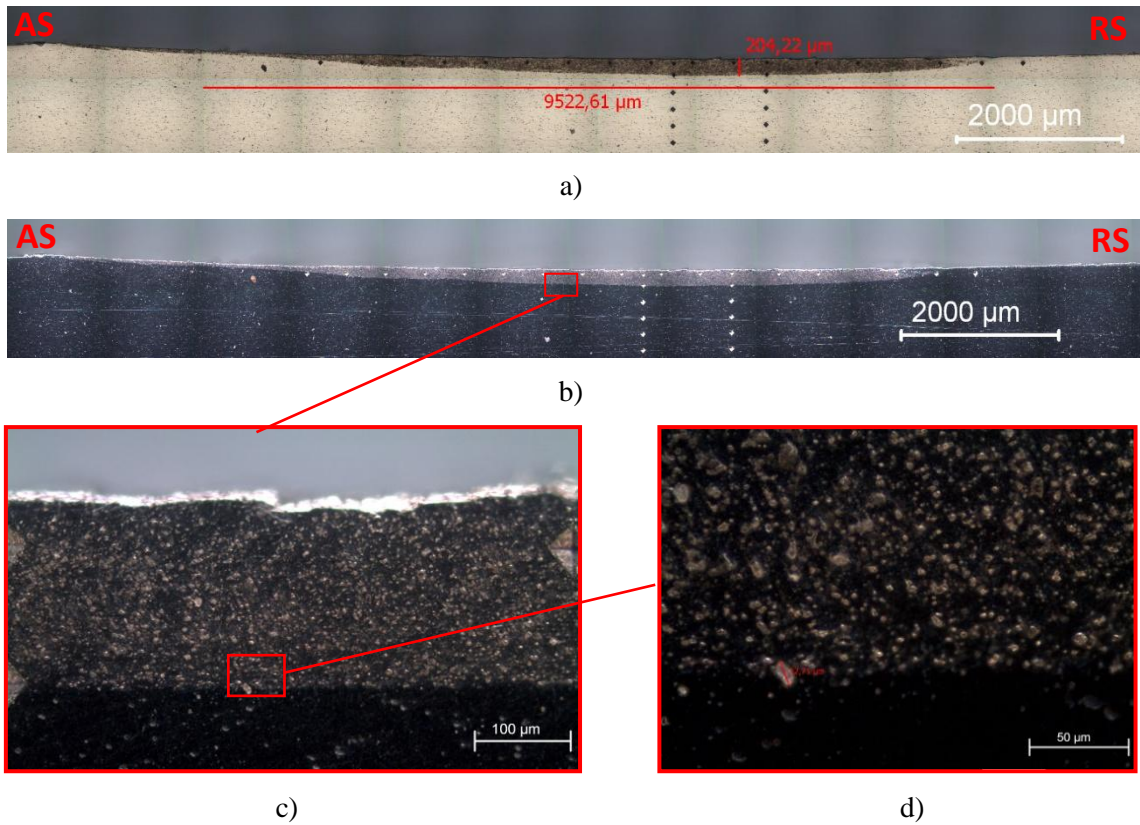 AS
RS
204,22 µm
9522,61 µm
2000 µm
a)
AS
RS
2000 µm
b)
100 µm
50 µm
c)
d)